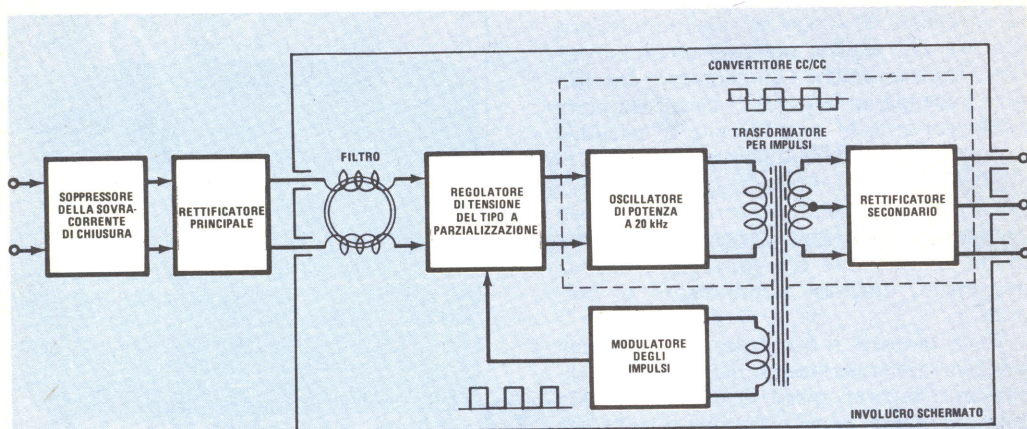 CONVERTITORE CC/CC
TRASFORMATORE
PER IMPULSI
FILTRO
SOPPRESSORE
DELLA SOVRA-
CORRENTE
DI CHIUSURA
RETTIFICATORE
PRINCIPALE
REGOLATORE
DI TENSIONE
DEL TIPO A
PARZIALIZZAZIONE
OSCILLATORE
DI POTENZA
A 20 kHz
RETTIFICATORE
SECONDARIO
MODULATORE
DEGLI
IMPULSI
INVOLUCRO SCHERMATO